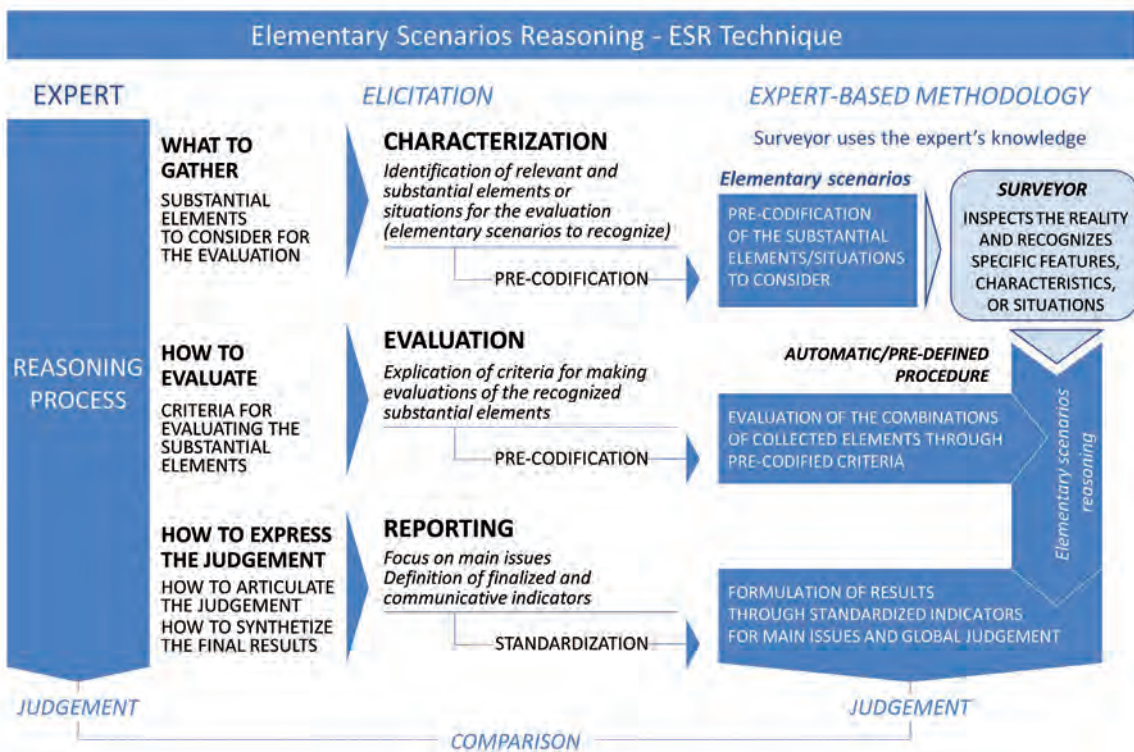 Elementary Scenarios Reasoning - ESR Technique
EXPERT
ELICITATION
EXPERT-BASED METHODOLOGY
REASONING
PROCESS
WHAT TO
GATHER
SUBSTANTIAL
ELEMENTS
TO CONSIDER FOR
THE EVALUATION
CHARACTERIZATION
Identification of relevant and
substantial elements or
situations for the evaluation
(elementary scenarios to recognize)
PRE-CODIFICATION
Surveyor uses the expert's knowledge
Elementary scenarios
PRE-CODIFICATION
OF THE SUBSTANTIAL
ELEMENTS/SITUATIONS
TO CONSIDER
SURVEYOR
INSPECTS THE REALITY
AND RECOGNIZES
SPECIFIC FEATURES,
CHARACTERISTICS,
OR SITUATIONS
HOW TO
EVALUATE
CRITERIA FOR
EVALUATING THE
SUBSTANTIAL
ELEMENTS
EVALUATION
Explication of criteria for making
evaluations of the recognized
substantial elements
PRE-CODIFICATION
AUTOMATIC/PRE-DEFINED
PROCEDURE
EVALUATION OF THE COMBINATIONS
OF COLLECTED ELEMENTS THROUGH
PRE-CODIFIED CRITERIA
Elementary scenarios
reasoning
HOW TO EXPRESS
THE JUDGEMENT
HOW TO ARTICULATE
THE JUDGEMENT
HOW TO SYNTHETIZE
THE FINAL RESULTS
REPORTING
Focus on main issues
Definition of finalized and
communicative indicators
STANDARDIZATION
FORMULATION OF RESULTS
THROUGH STANDARDIZED INDICATORS
FOR MAIN ISSUES AND GLOBAL JUDGEMENT
JUDGEMENT
JUDGEMENT
COMPARISON